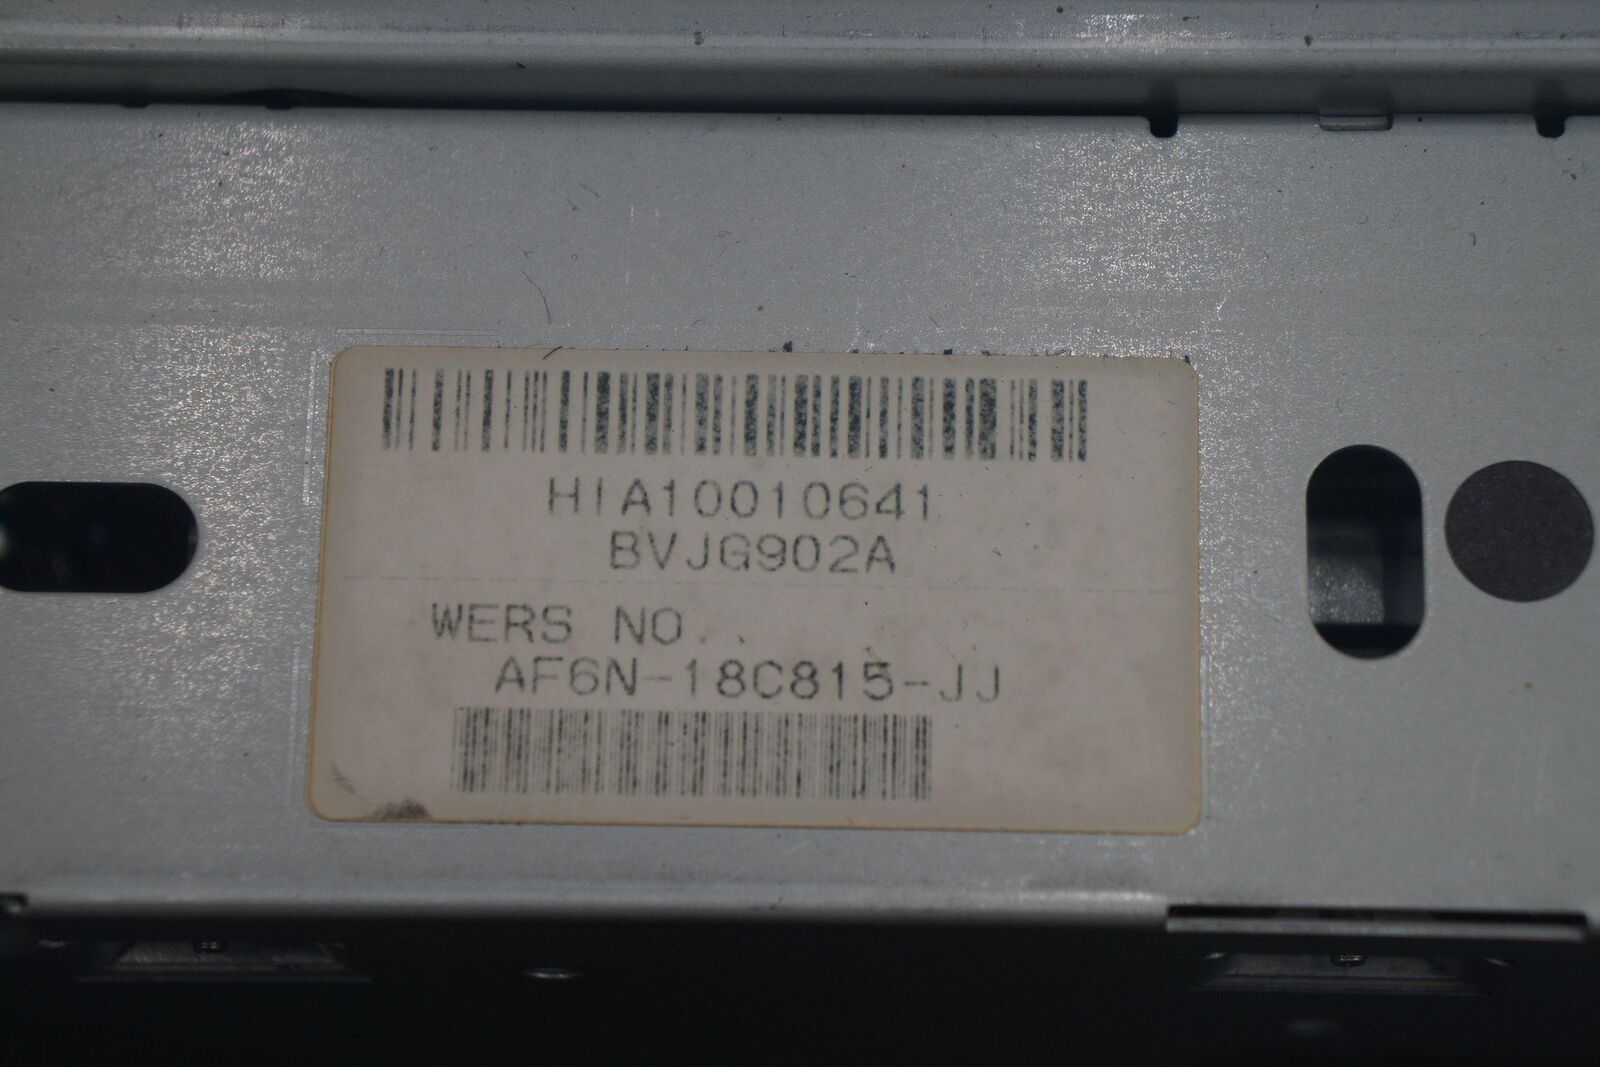 HIA10010641
BVJG902A
WERS NO.
AF6N-18C815-JJ